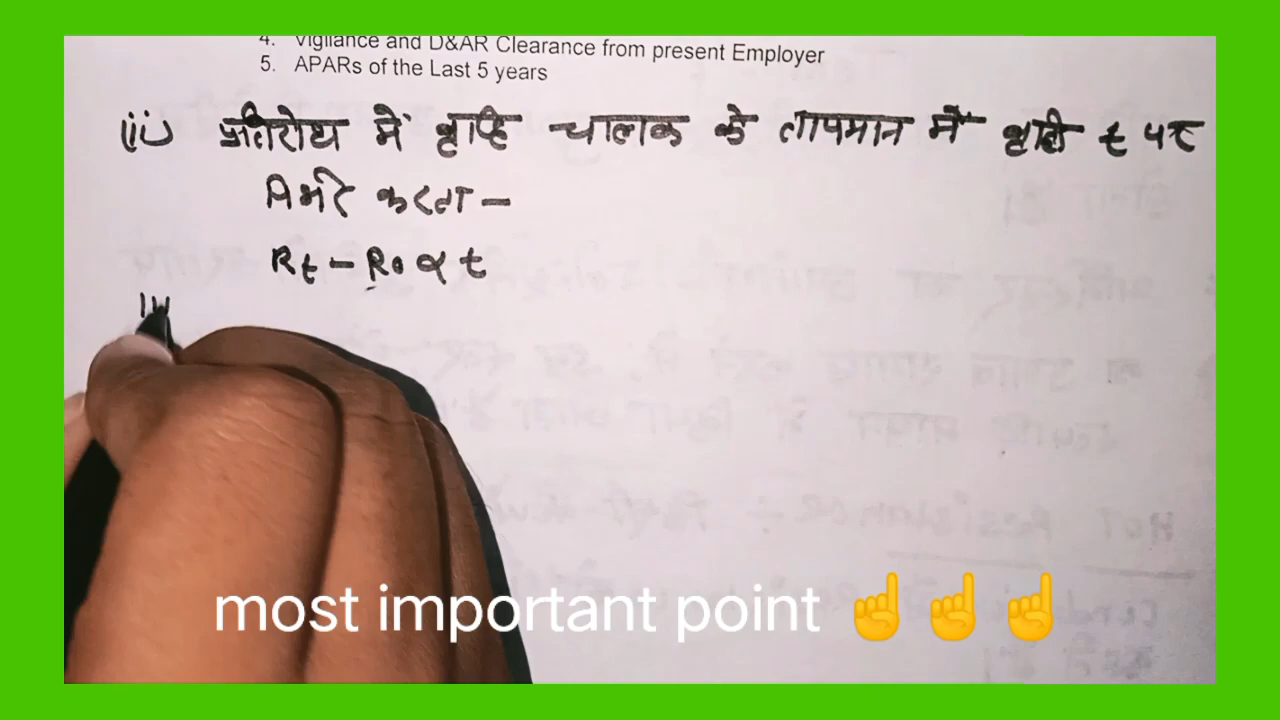 4. Vigilance and D&AR Clearance from present Employer
5. APARs of the Last 5 years
(ii) प्रतिरोध में वृद्धि चालक के तापमान में वृद्धी t पर
निर्भर करता –
Rt – R० α t
most important point ☝☝☝